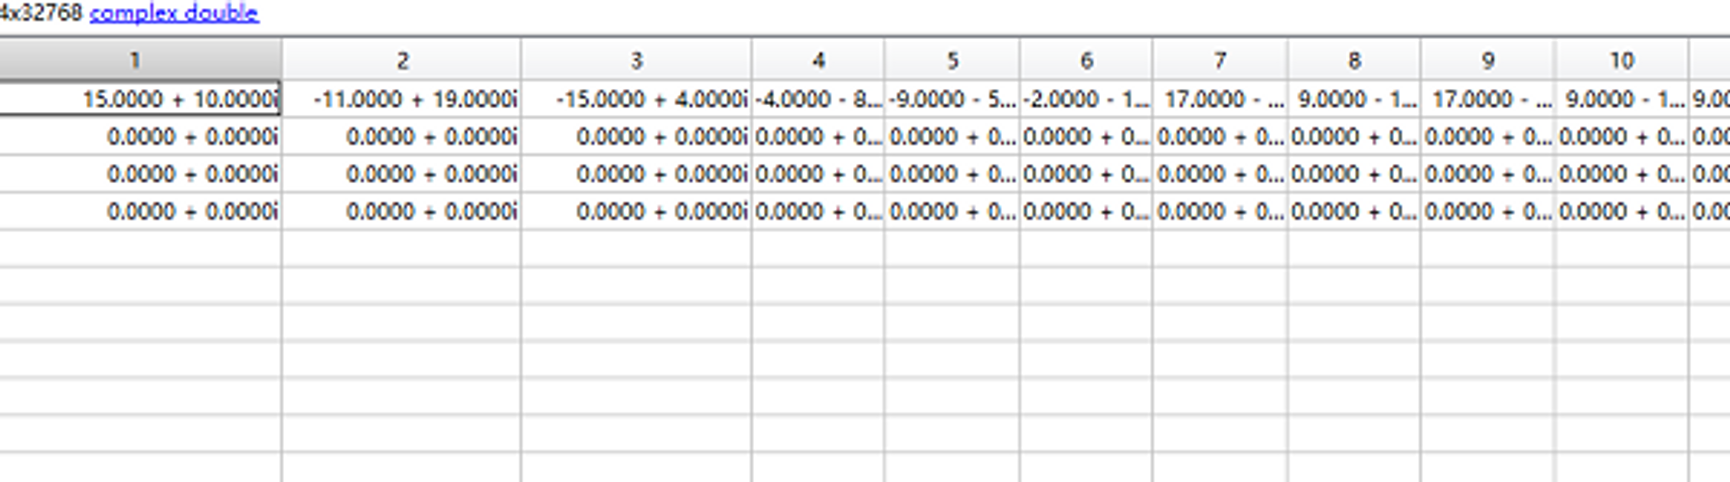 4x32768 complex double
1 2 3 4 5 6 7 8 9 10
15.0000 + 10.0000i -11.0000 + 19.0000i -15.0000 + 4.0000i -4.0000 - 8... -9.0000 - 5... -2.0000 - 1... 17.0000 - ... 9.0000 - 1... 17.0000 - ... 9.0000 - 1... 9.00
0.0000 + 0.0000i 0.0000 + 0.0000i 0.0000 + 0.0000i 0.0000 + 0... 0.0000 + 0... 0.0000 + 0... 0.0000 + 0... 0.0000 + 0... 0.0000 + 0... 0.0000 + 0... 0.00
0.0000 + 0.0000i 0.0000 + 0.0000i 0.0000 + 0.0000i 0.0000 + 0... 0.0000 + 0... 0.0000 + 0... 0.0000 + 0... 0.0000 + 0... 0.0000 + 0... 0.0000 + 0... 0.00
0.0000 + 0.0000i 0.0000 + 0.0000i 0.0000 + 0.0000i 0.0000 + 0... 0.0000 + 0... 0.0000 + 0... 0.0000 + 0... 0.0000 + 0... 0.0000 + 0... 0.0000 + 0... 0.00